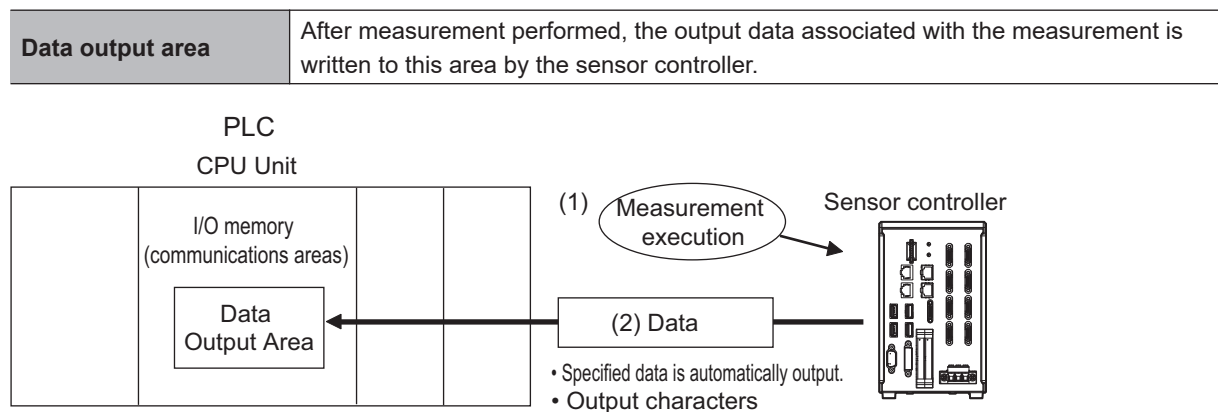 Data output area
After measurement performed, the output data associated with the measurement is
written to this area by the sensor controller.
PLC
CPU Unit
I/O memory
(communications areas)
Data
Output Area
(1)
Measurement
execution
Sensor controller
(2) Data
• Specified data is automatically output.
• Output characters